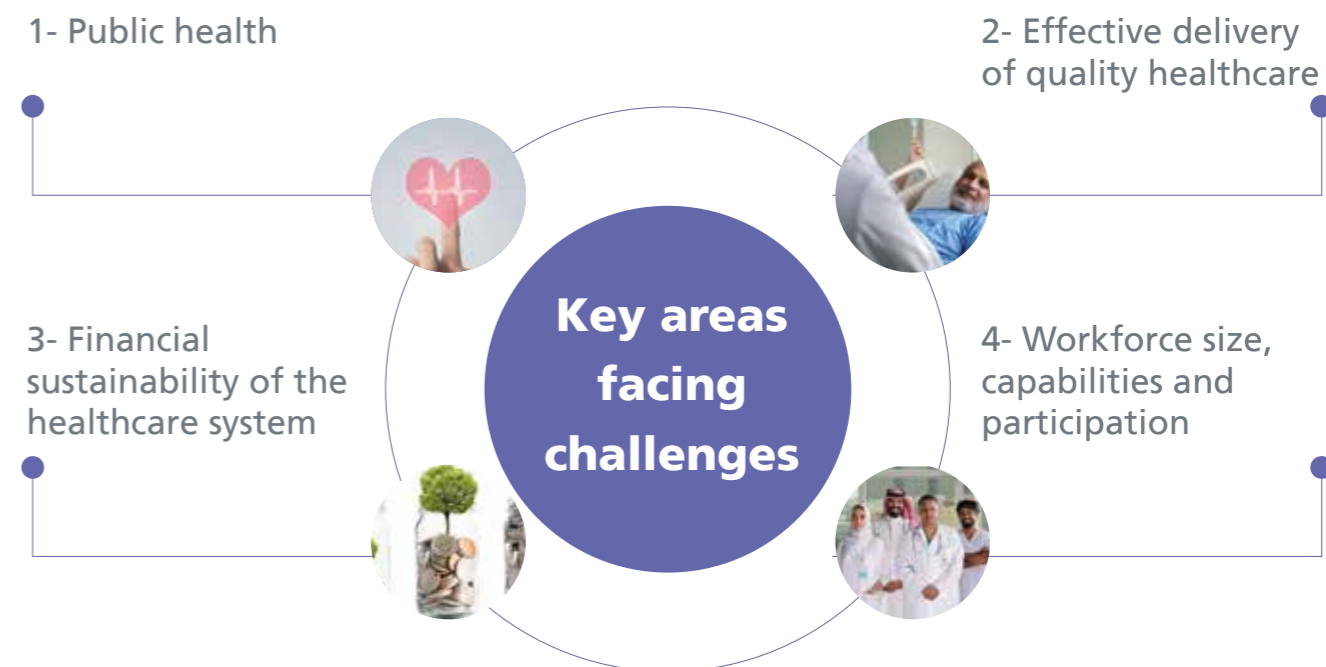 1- Public health
2- Effective delivery
of quality healthcare
Key areas
facing
challenges
3- Financial
sustainability of the
healthcare system
4- Workforce size,
capabilities and
participation